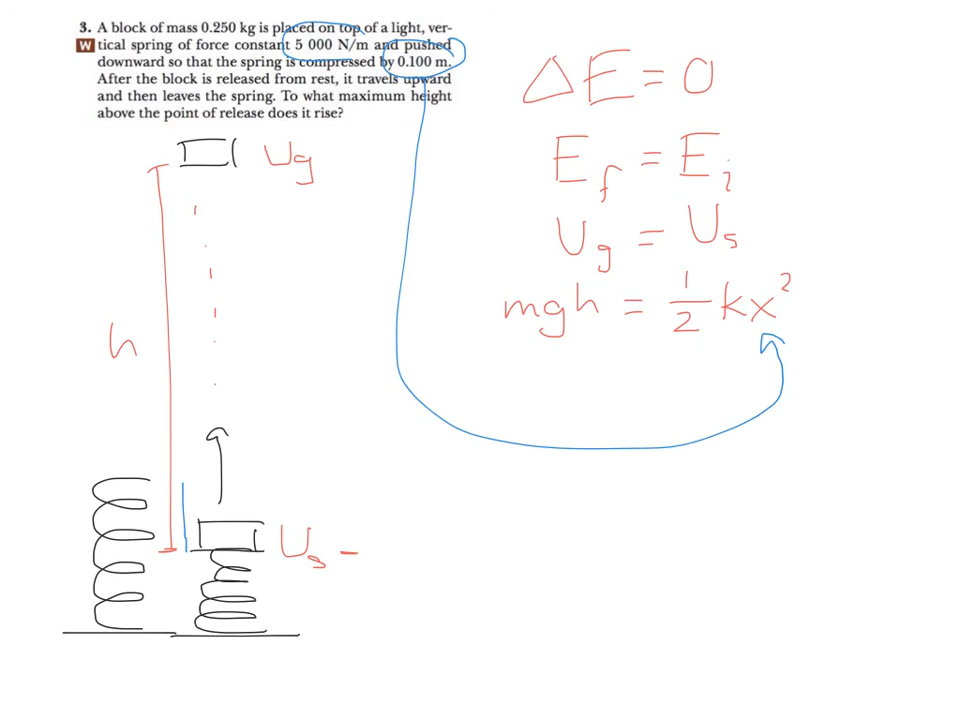 3. A block of mass 0.250 kg is placed on top of a light, ver-
W tical spring of force constant 5 000 N/m and pushed
downward so that the spring is compressed by 0.100 m.
After the block is released from rest, it travels upward
and then leaves the spring. To what maximum height
above the point of release does it rise?
ΔE = 0
Ug
E_f = E_i
U_g = U_s
mgh = 1/2 kx²
h
U_s -